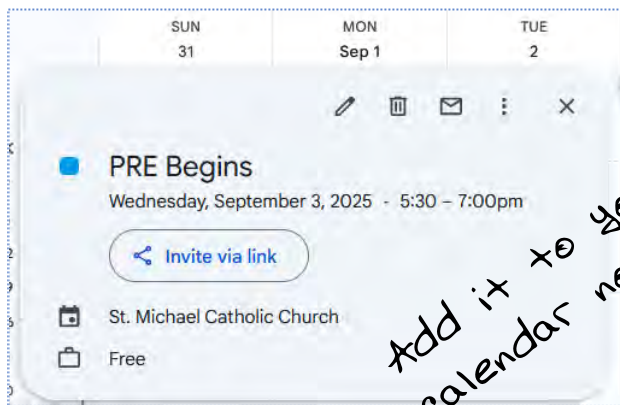 SUN MON TUE
31 Sep 1 2
PRE Begins
Wednesday, September 3, 2025 - 5:30 – 7:00pm
Invite via link
St. Michael Catholic Church
Free
Add it to
calendar